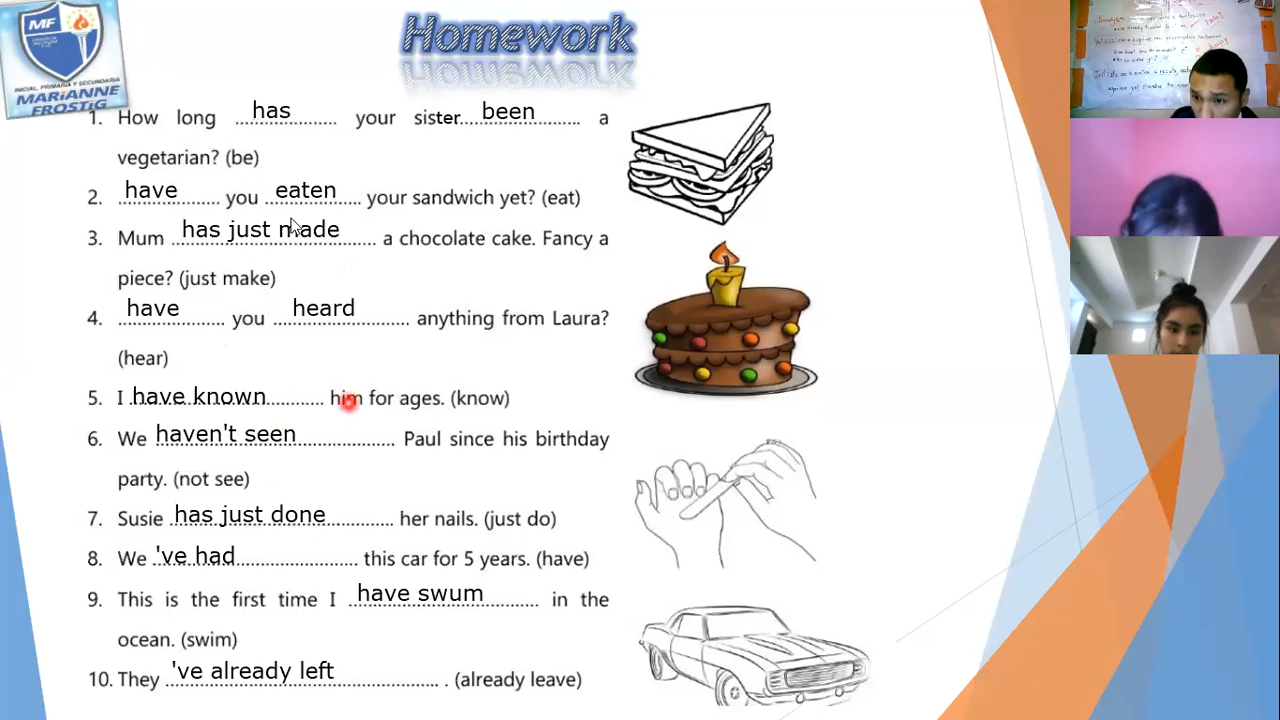 Homework
MF
INICIAL, PRIMARIA Y SECUNDARIA
MARiANNE
FROSTiG
1. How long ...has... your sister...been... a
vegetarian? (be)
2. ...have... you ...eaten... your sandwich yet? (eat)
3. Mum ...has just made... a chocolate cake. Fancy a
piece? (just make)
4. ...have... you ...heard... anything from Laura?
(hear)
5. I ...have known... him for ages. (know)
6. We ...haven't seen... Paul since his birthday
party. (not see)
7. Susie ...has just done... her nails. (just do)
8. We ...'ve had... this car for 5 years. (have)
9. This is the first time I ...have swum... in the
ocean. (swim)
10. They ...'ve already left... . (already leave)